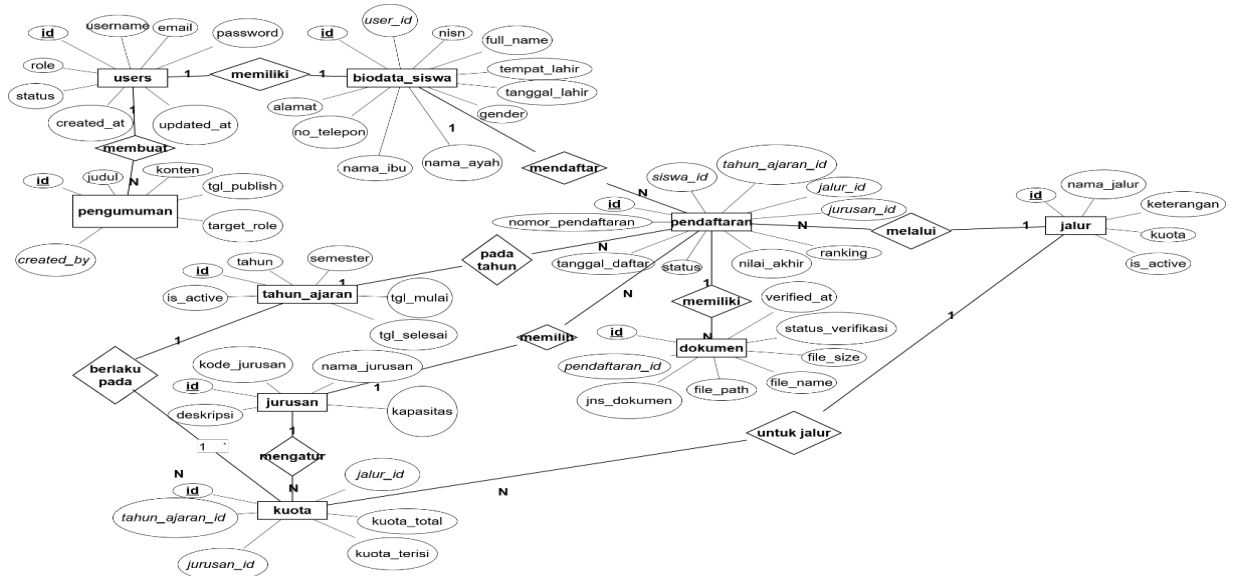 id
username
email
password
role
users
status
created_at
updated_at
1
memiliki
1
id
user_id
nisn
full_name
tempat_lahir
biodata_siswa
tanggal_lahir
alamat
gender
no_telepon
nama_ibu
nama_ayah
1
membuat
N
1
mendaftar
N
id
judul
konten
tgl_publish
pengumuman
target_role
created_by
siswa_id
tahun_ajaran_id
jalur_id
id
jurusan_id
nomor_pendaftaran
pendaftaran
tanggal_daftar
status
nilai_akhir
ranking
N
melalui
1
id
nama_jalur
keterangan
jalur
kuota
is_active
N
pada
tahun
1
id
tahun
semester
is_active
tahun_ajaran
tgl_mulai
tgl_selesai
N
memilih
1
1
memiliki
N
verified_at
id
status_verifikasi
dokumen
file_size
pendaftaran_id
file_name
jns_dokumen
file_path
1
berlaku
pada
1 `
N
kode_jurusan
nama_jurusan
id
jurusan
deskripsi
kapasitas
1
mengatur
N
1
untuk jalur
N
id
jalur_id
tahun_ajaran_id
kuota
kuota_total
kuota_terisi
jurusan_id